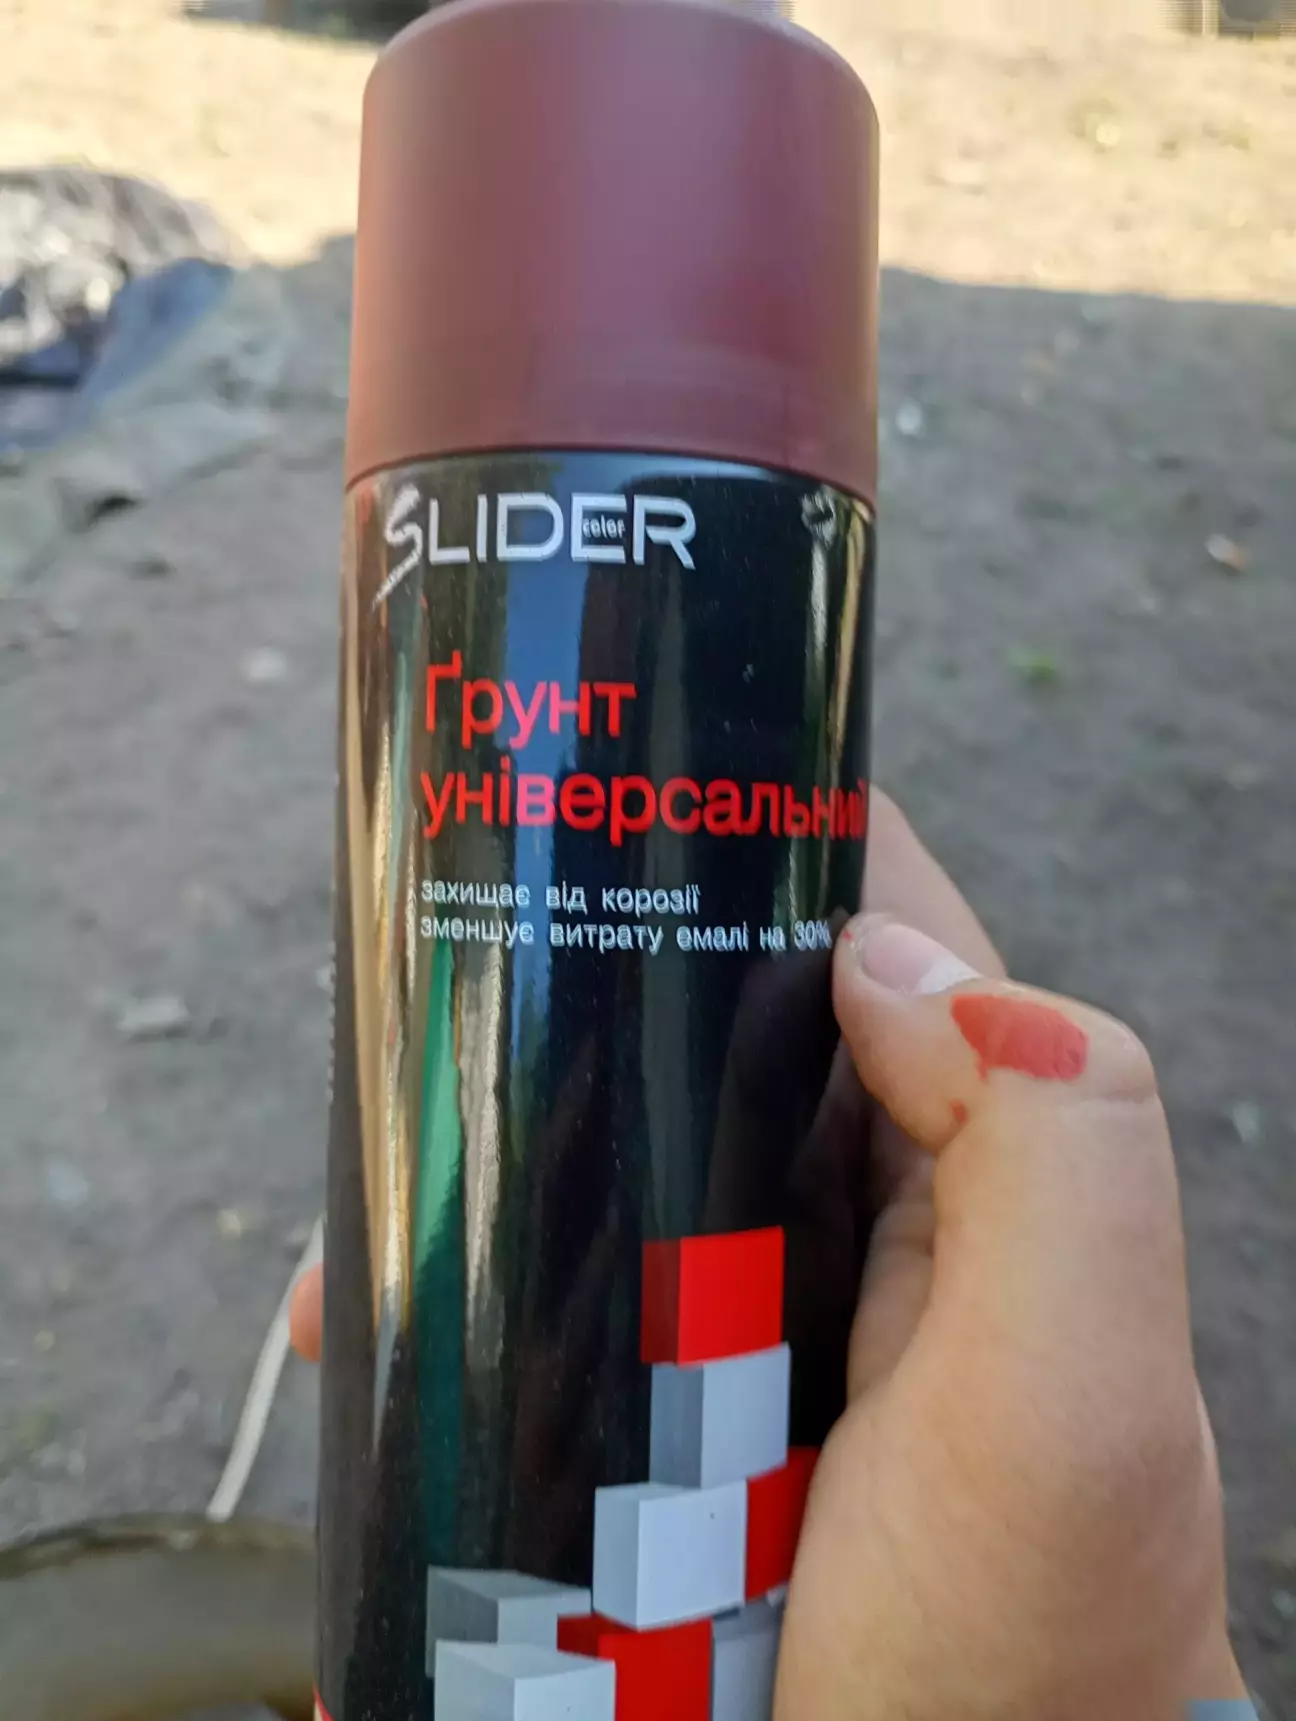 SLIDER
color
Ґрунт
універсальний
захищає від корозії
зменшує витрату емалі на 30%